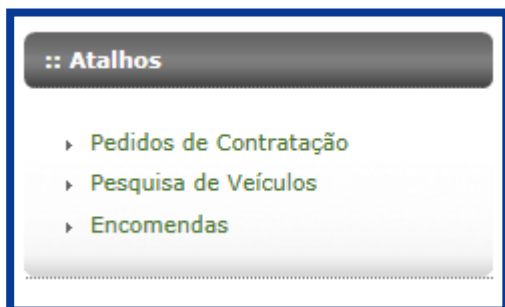 :: Atalhos
Pedidos de Contratação
Pesquisa de Veículos
Encomendas